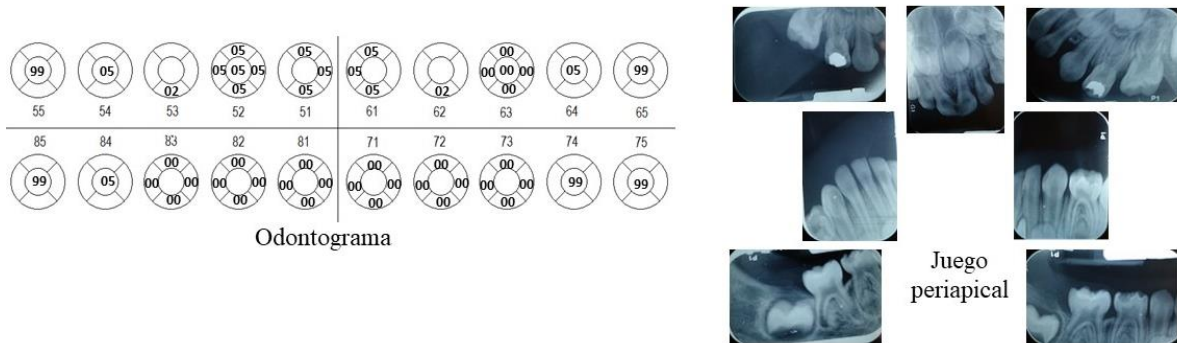 05 05 05 00
99 05 05 05 05 05 05 00 00 00 05 99
02 05 05 05 02 00
55 54 53 52 51 61 62 63 64 65
85 84 83 82 81 71 72 73 74 75
00 00 00 00 00 00
99 05 00 00 00 00 00 00 00 00 00 00 00 00 99 99
00 00 00 00 00 00
Odontograma
Juego
periapical